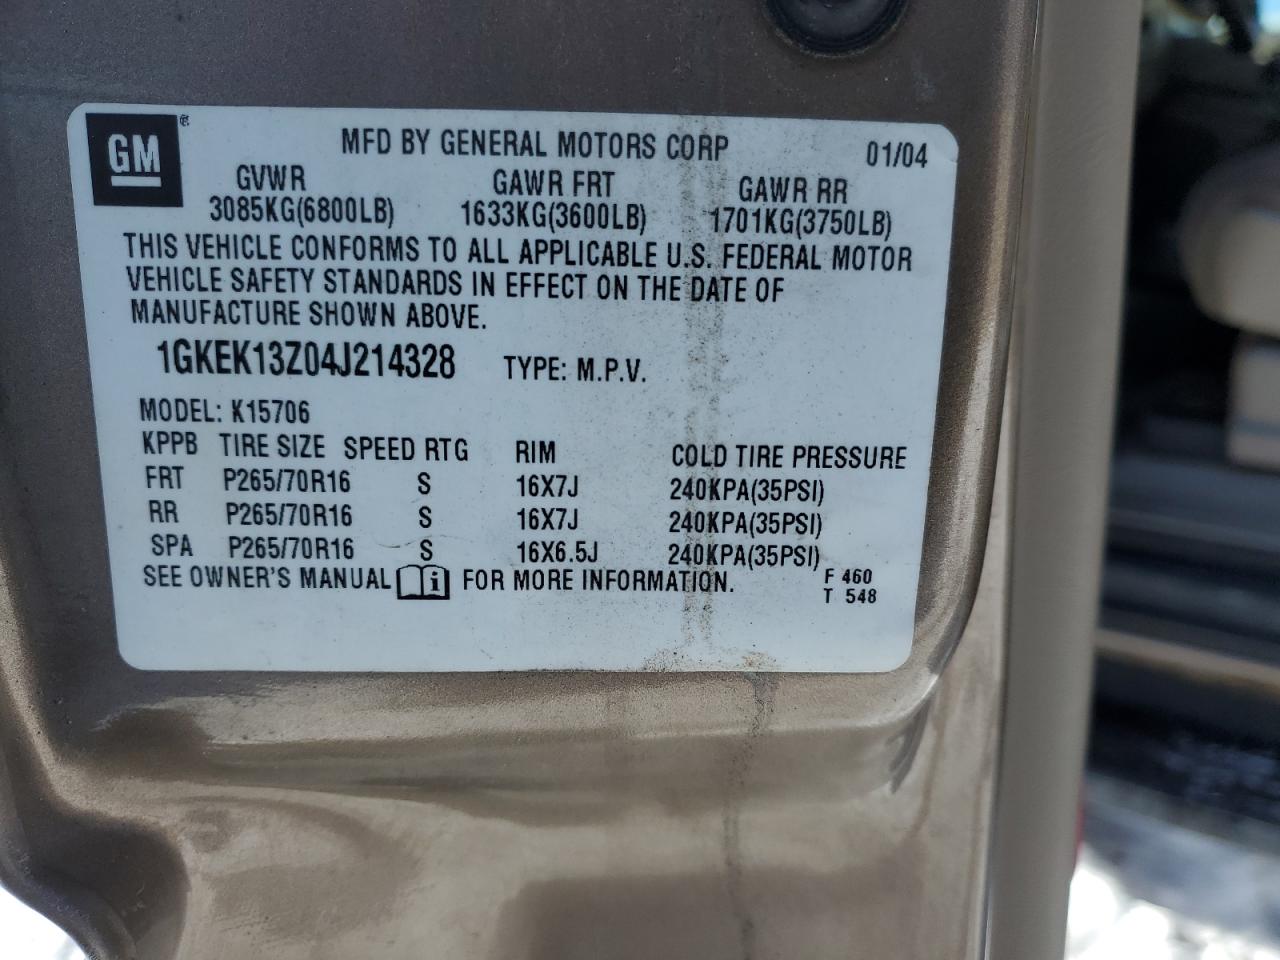 GM ®
MFD BY GENERAL MOTORS CORP 01/04
GVWR GAWR FRT GAWR RR
3085KG(6800LB) 1633KG(3600LB) 1701KG(3750LB)
THIS VEHICLE CONFORMS TO ALL APPLICABLE U.S. FEDERAL MOTOR
VEHICLE SAFETY STANDARDS IN EFFECT ON THE DATE OF
MANUFACTURE SHOWN ABOVE.
1GKEK13Z04J214328 TYPE: M.P.V.
MODEL: K15706
KPPB TIRE SIZE SPEED RTG RIM COLD TIRE PRESSURE
FRT P265/70R16 S 16X7J 240KPA(35PSI)
RR P265/70R16 S 16X7J 240KPA(35PSI)
SPA P265/70R16 S 16X6.5J 240KPA(35PSI)
SEE OWNER'S MANUAL i FOR MORE INFORMATION. F 460
T 548